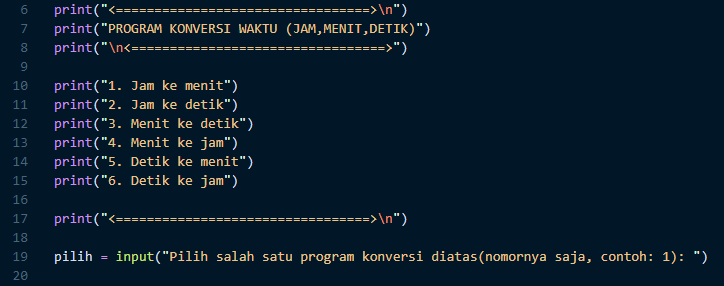 6 print("<================================>\n")
7 print("PROGRAM KONVERSI WAKTU (JAM,MENIT,DETIK)")
8 print("\n<================================>")
9
10 print("1. Jam ke menit")
11 print("2. Jam ke detik")
12 print("3. Menit ke detik")
13 print("4. Menit ke jam")
14 print("5. Detik ke menit")
15 print("6. Detik ke jam")
16
17 print("<================================>\n")
18
19 pilih = input("Pilih salah satu program konversi diatas(nomornya saja, contoh: 1): ")
20